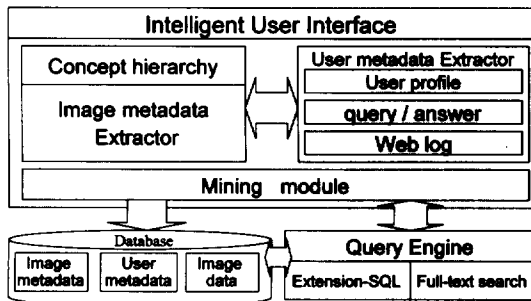 Intelligent User Interface
Concept hierarchy
Image metadata
Extractor
User metadata Extractor
User profile
query / answer
Web log
Mining module
Database
Image
metadata
User
metadata
Image
data
Query Engine
Extension-SQL
Full-text search